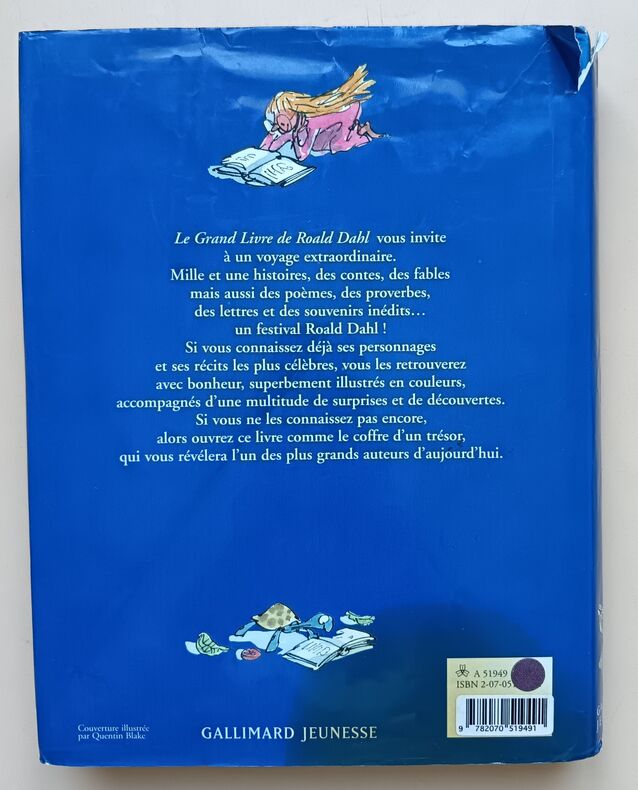 Le Grand Livre de Roald Dahl vous invite
à un voyage extraordinaire.
Mille et une histoires, des contes, des fables
mais aussi des poèmes, des proverbes,
des lettres et des souvenirs inédits…
un festival Roald Dahl !
Si vous connaissez déjà ses personnages
et ses récits les plus célèbres, vous les retrouverez
avec bonheur, superbement illustrés en couleurs,
accompagnés d'une multitude de surprises et de découvertes.
Si vous ne les connaissez pas encore,
alors ouvrez ce livre comme le coffre d'un trésor,
qui vous révélera l'un des plus grands auteurs d'aujourd'hui.
A 51949
ISBN 2-07-05
9 782070 519491
Couverture illustrée
par Quentin Blake
GALLIMARD JEUNESSE